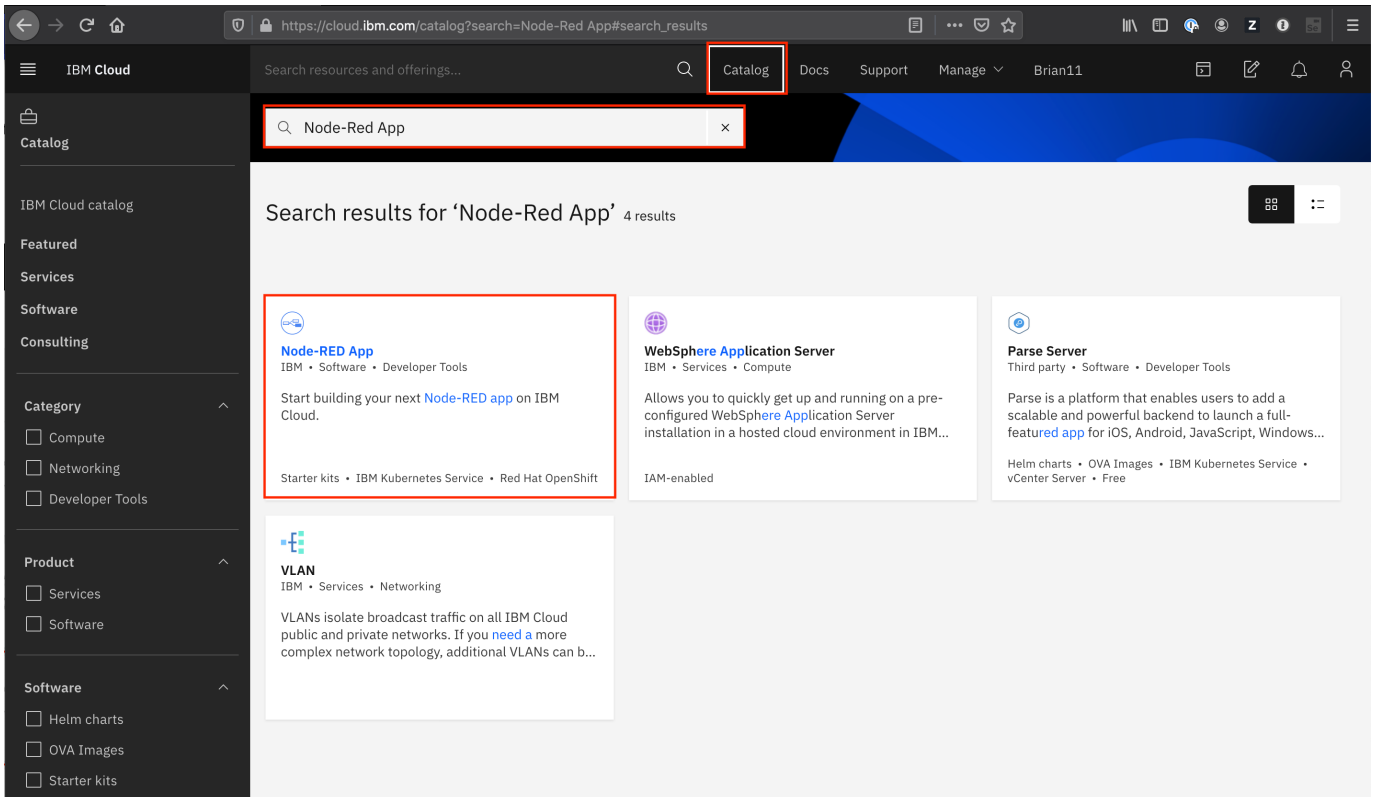 https://cloud.ibm.com/catalog?search=Node-Red App#search_results
IBM Cloud
Search resources and offerings...
Catalog
Docs
Support
Manage
Brian11
Catalog
IBM Cloud catalog
Featured
Services
Software
Consulting
Category
Compute
Networking
Developer Tools
Product
Services
Software
Software
Helm charts
OVA Images
Starter kits
Node-Red App
Search results for ‘Node-Red App’ 4 results
Node-RED App
IBM • Software • Developer Tools
Start building your next Node-RED app on IBM
Cloud.
Starter kits • IBM Kubernetes Service • Red Hat OpenShift
WebSphere Application Server
IBM • Services • Compute
Allows you to quickly get up and running on a pre-
configured WebSphere Application Server
installation in a hosted cloud environment in IBM...
IAM-enabled
Parse Server
Third party • Software • Developer Tools
Parse is a platform that enables users to add a
scalable and powerful backend to launch a full-
featured app for iOS, Android, JavaScript, Windows...
Helm charts • OVA Images • IBM Kubernetes Service •
vCenter Server • Free
VLAN
IBM • Services • Networking
VLANs isolate broadcast traffic on all IBM Cloud
public and private networks. If you need a more
complex network topology, additional VLANs can b...